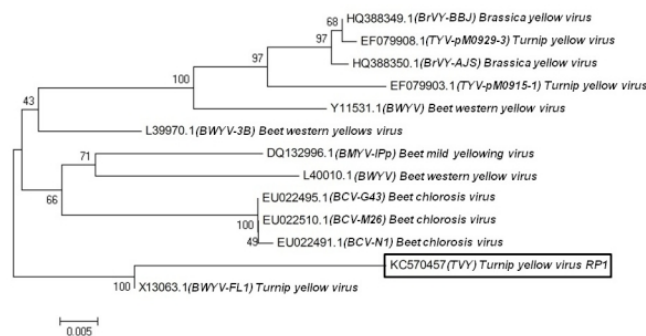 68
HQ388349.1(BrVY-BBJ) Brassica yellow virus
97
EF079908.1(TYV-pM0929-3) Turnip yellow virus
97
HQ388350.1(BrVY-AJS) Brassica yellow virus
100
EF079903.1(TYV-pM0915-1) Turnip yellow virus
43
Y11531.1(BWYV) Beet western yellow virus
L39970.1(BWYV-3B) Beet western yellows virus
71
DQ132996.1(BMYV-IPp) Beet mild yellowing virus
L40010.1(BWYV) Beet western yellow virus
66
EU022495.1(BCV-G43) Beet chlorosis virus
100
EU022510.1(BCV-M26) Beet chlorosis virus
49
EU022491.1(BCV-N1) Beet chlorosis virus
KC570457(TVY) Turnip yellow virus RP1
100
X13063.1(BWYV-FL1) Turnip yellow virus
0.005